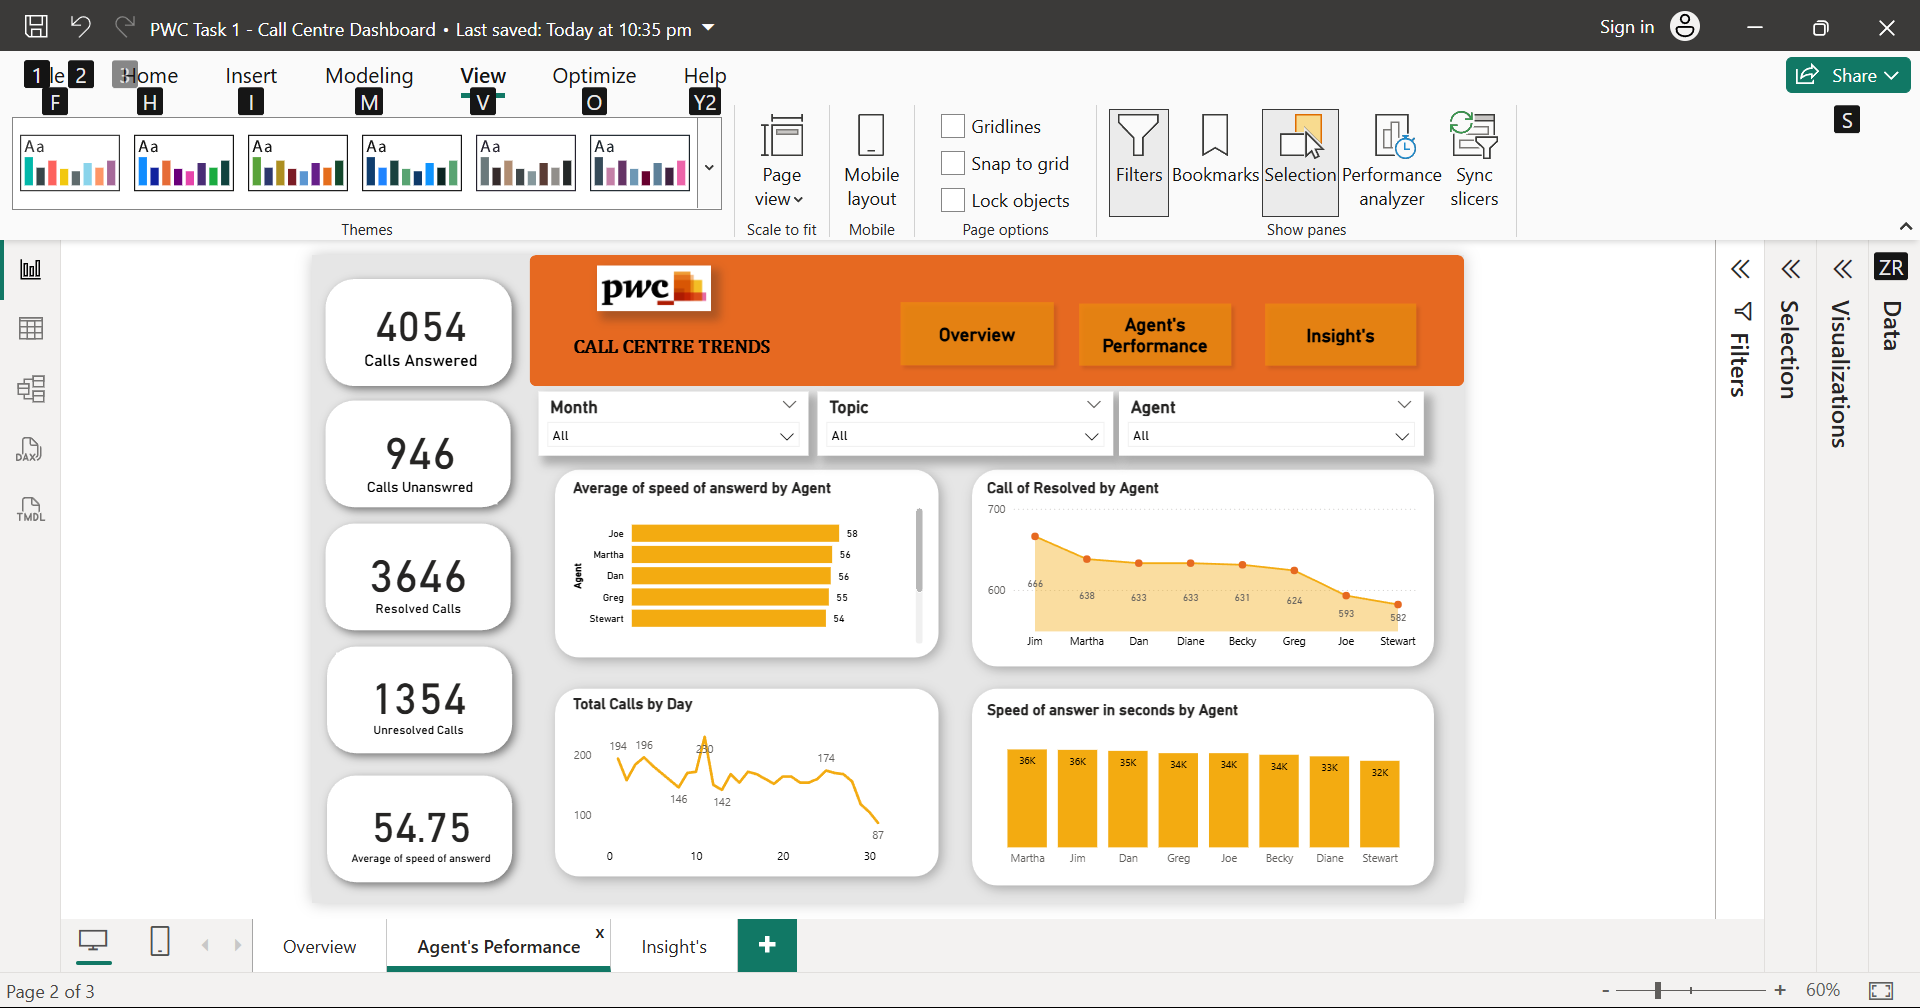 PWC Task 1 - Call Centre Dashboard • Last saved: Today at 10:35 pm
Sign in
1 le 2 3 Home Insert Modeling View Optimize Help
Share
F H I M V O Y2
S
Aa Aa Aa Aa Aa Aa
Themes
Page view
Scale to fit
Mobile layout
Mobile
Gridlines
Snap to grid
Lock objects
Page options
Filters
Bookmarks
Selection
Performance analyzer
Sync slicers
Show panes
DAX
TMDL
4054
Calls Answered
946
Calls Unanswred
3646
Resolved Calls
1354
Unresolved Calls
54.75
Average of speed of answerd
pwc
CALL CENTRE TRENDS
Overview
Agent's
Performance
Insight's
Month
All
Topic
All
Agent
All
Average of speed of answerd by Agent
Agent
Joe 58
Martha 56
Dan 56
Greg 55
Stewart 54
Call of Resolved by Agent
700
600
666 638 633 633 631 624 593 582
Jim Martha Dan Diane Becky Greg Joe Stewart
Total Calls by Day
200
100
194 196 230 174
146 142 87
0 10 20 30
Speed of answer in seconds by Agent
36K 36K 35K 34K 34K 34K 33K 32K
Martha Jim Dan Greg Joe Becky Diane Stewart
Filters
Selection
Visualizations
ZR
Data
Overview
Agent's Peformance
x
Insight's
+
Page 2 of 3
- + 60%